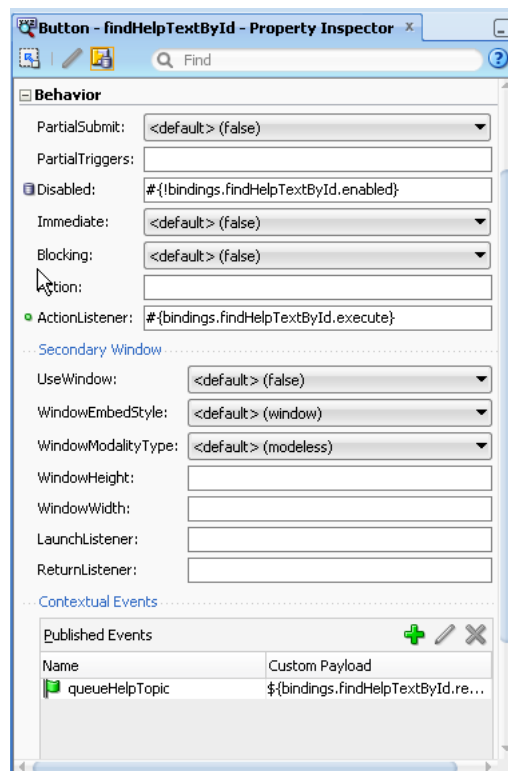 Button - findHelpTextById - Property Inspector
Find
Behavior
PartialSubmit: <default> (false)
PartialTriggers:
Disabled: #{!bindings.findHelpTextById.enabled}
Immediate: <default> (false)
Blocking: <default> (false)
Action:
ActionListener: #{bindings.findHelpTextById.execute}
Secondary Window
UseWindow: <default> (false)
WindowEmbedStyle: <default> (window)
WindowModalityType: <default> (modeless)
WindowHeight:
WindowWidth:
LaunchListener:
ReturnListener:
Contextual Events
Published Events
Name Custom Payload
queueHelpTopic ${bindings.findHelpTextById.re...